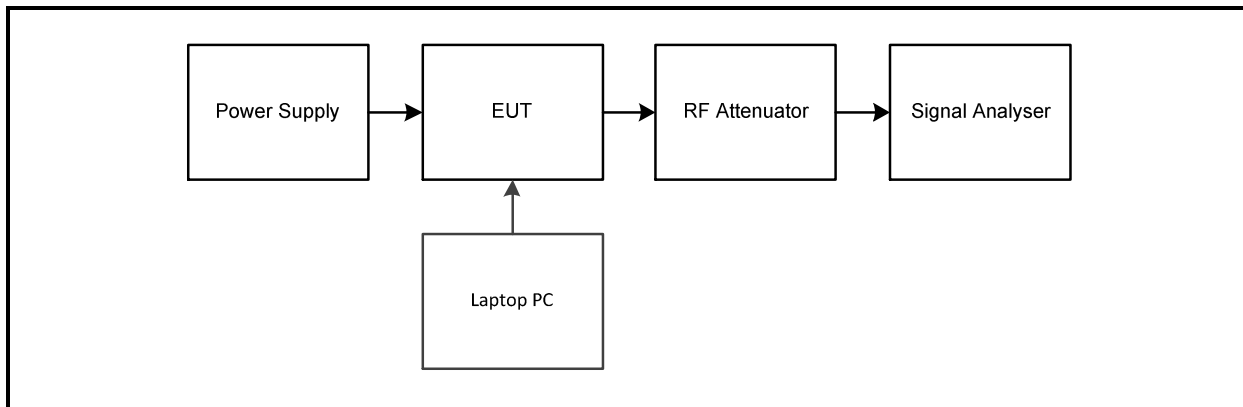 Power Supply
EUT
RF Attenuator
Signal Analyser
Laptop PC